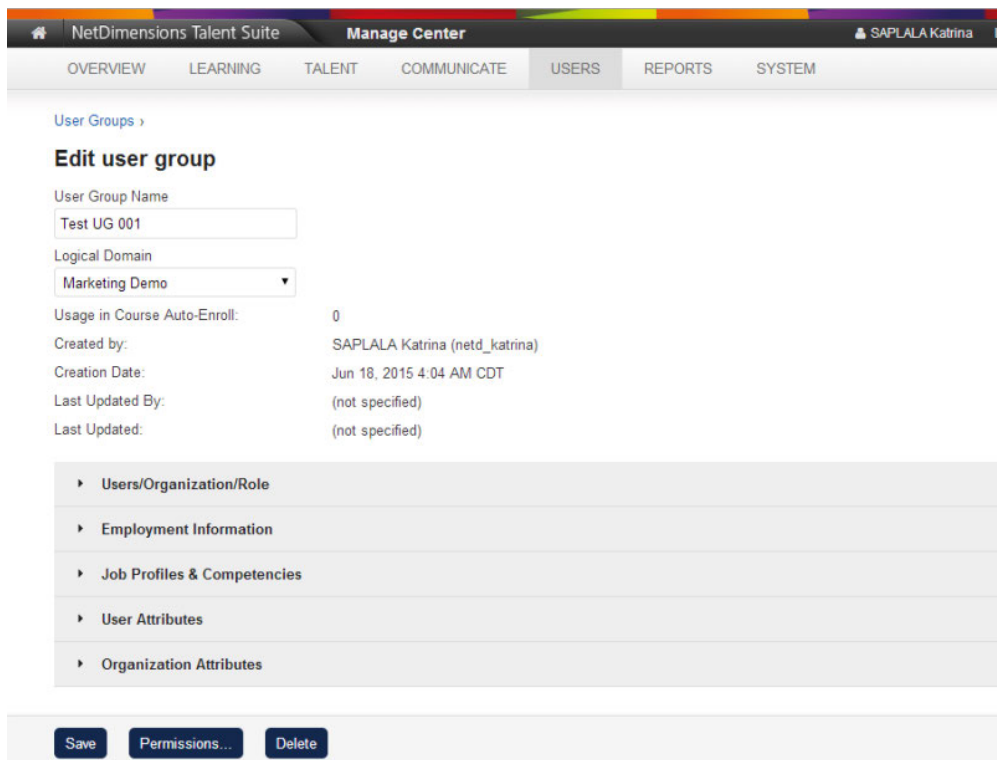 NetDimensions Talent Suite Manage Center SAPLALA Katrina
OVERVIEW LEARNING TALENT COMMUNICATE USERS REPORTS SYSTEM
User Groups ›
Edit user group
User Group Name
Test UG 001
Logical Domain
Marketing Demo
Usage in Course Auto-Enroll: 0
Created by: SAPLALA Katrina (netd_katrina)
Creation Date: Jun 18, 2015 4:04 AM CDT
Last Updated By: (not specified)
Last Updated: (not specified)
Users/Organization/Role
Employment Information
Job Profiles & Competencies
User Attributes
Organization Attributes
Save Permissions... Delete